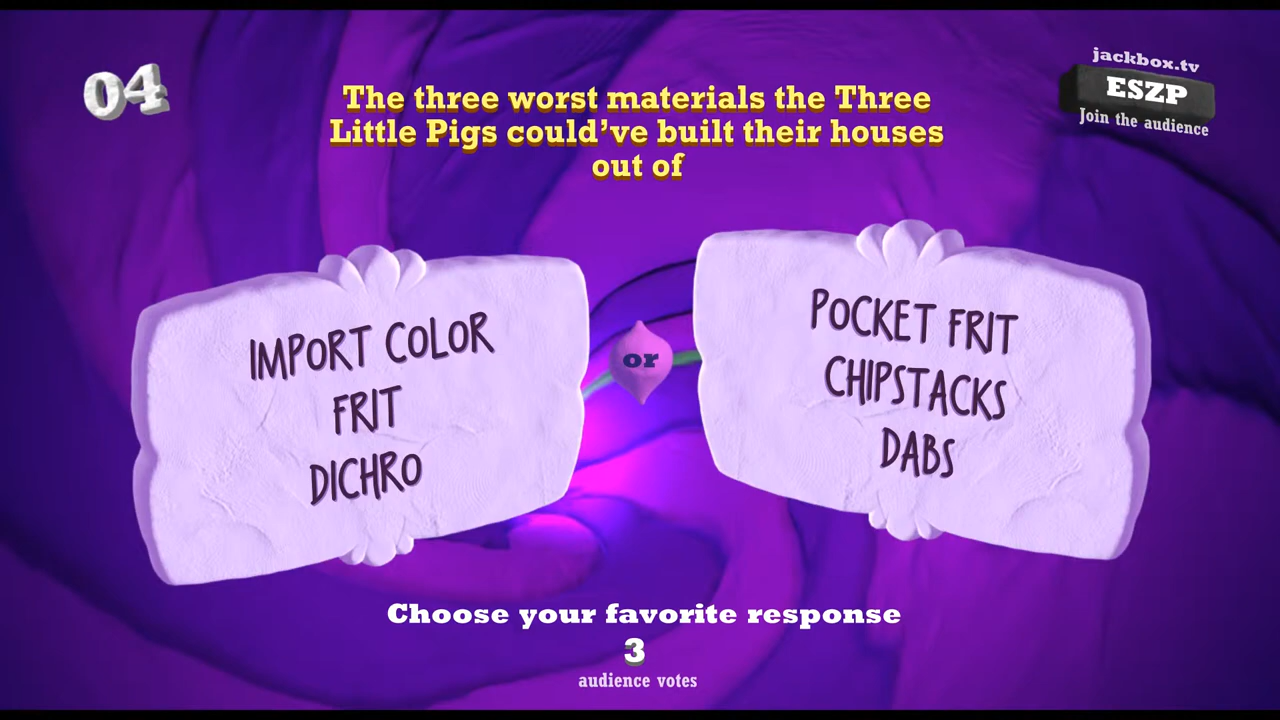 04
The three worst materials the Three
Little Pigs could've built their houses
out of
jackbox.tv
ESZP
Join the audience
IMPORT COLOR
FRIT
DICHRO
or
POCKET FRIT
CHIPSTACKS
DABS
Choose your favorite response
3
audience votes